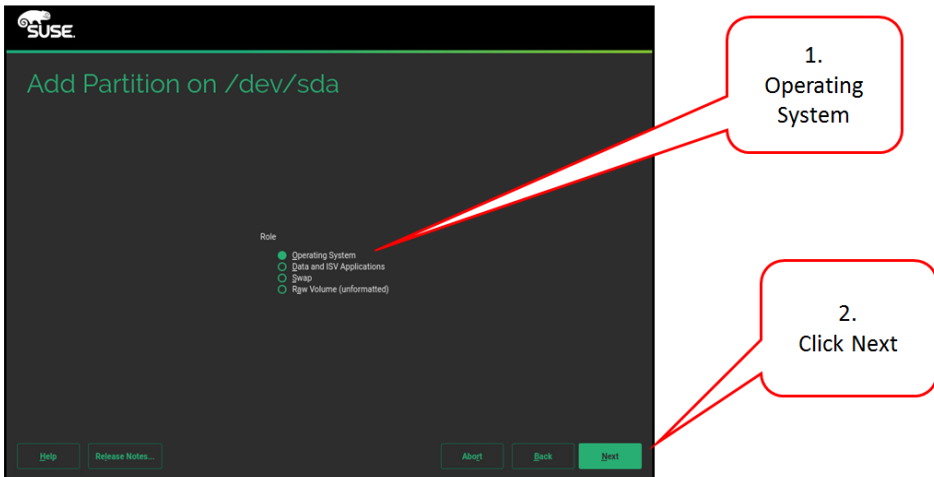 SUSE.
Add Partition on /dev/sda
Role
Operating System
Data and ISV Applications
Swap
Raw Volume (unformatted)
Help
Release Notes...
Abort
Back
Next
1.
Operating
System
2.
Click Next